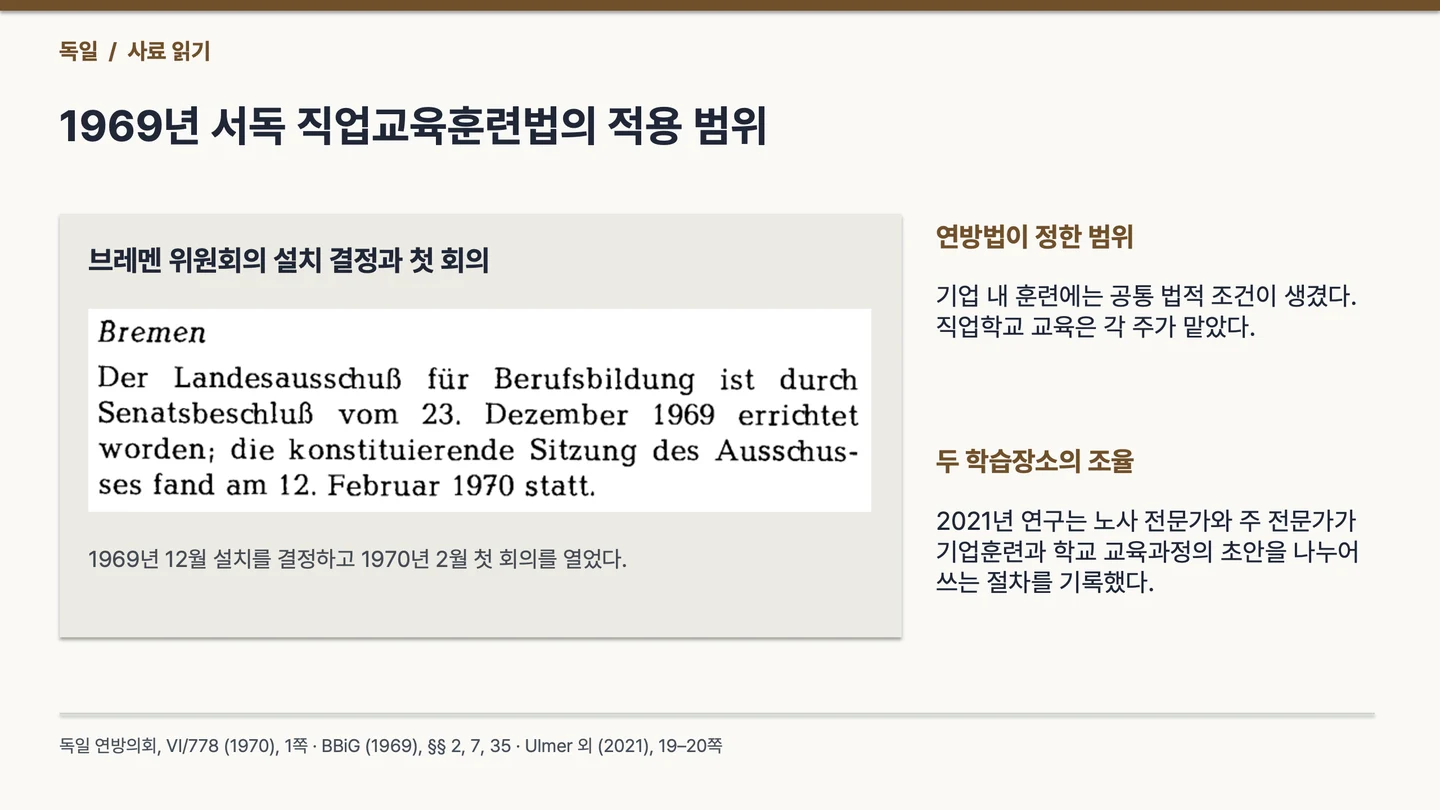 독일 / 사료 읽기
1969년 서독 직업교육훈련법의 적용 범위
브레멘 위원회의 설치 결정과 첫 회의
Bremen
Der Landesausschuß für Berufsbildung ist durch
Senatsbeschluß vom 23. Dezember 1969 errichtet
worden; die konstituierende Sitzung des Ausschus-
ses fand am 12. Februar 1970 statt.
1969년 12월 설치를 결정하고 1970년 2월 첫 회의를 열었다.
연방법이 정한 범위
기업 내 훈련에는 공통 법적 조건이 생겼다.
직업학교 교육은 각 주가 맡았다.
두 학습장소의 조율
2021년 연구는 노사 전문가와 주 전문가가
기업훈련과 학교 교육과정의 초안을 나누어
쓰는 절차를 기록했다.
독일 연방의회, VI/778 (1970), 1쪽 · BBiG (1969), §§ 2, 7, 35 · Ulmer 외 (2021), 19–20쪽